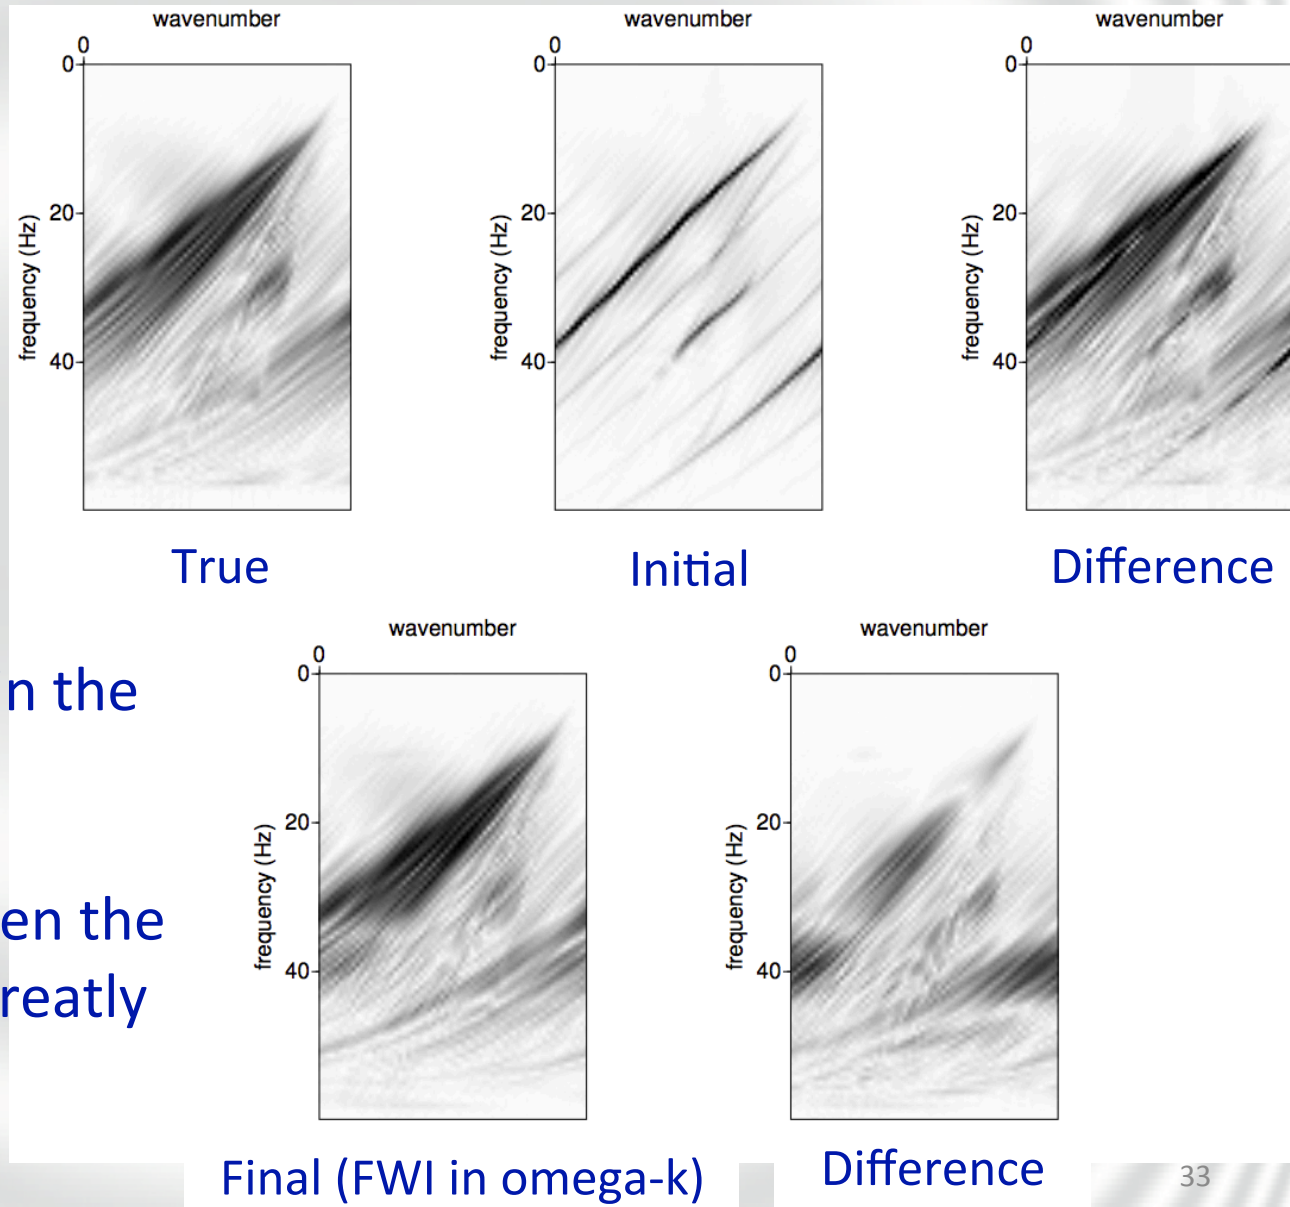 wavenumber wavenumber wavenumber
0 0 0
0 0 0
20 20 20
frequency (Hz) frequency (Hz) frequency (Hz)
40 40 40
True Initial Difference
wavenumber wavenumber
0 0
0 0
n the
20 20
frequency (Hz) frequency (Hz)
en the
40 40
reatly
Final (FWI in omega-k) Difference
33